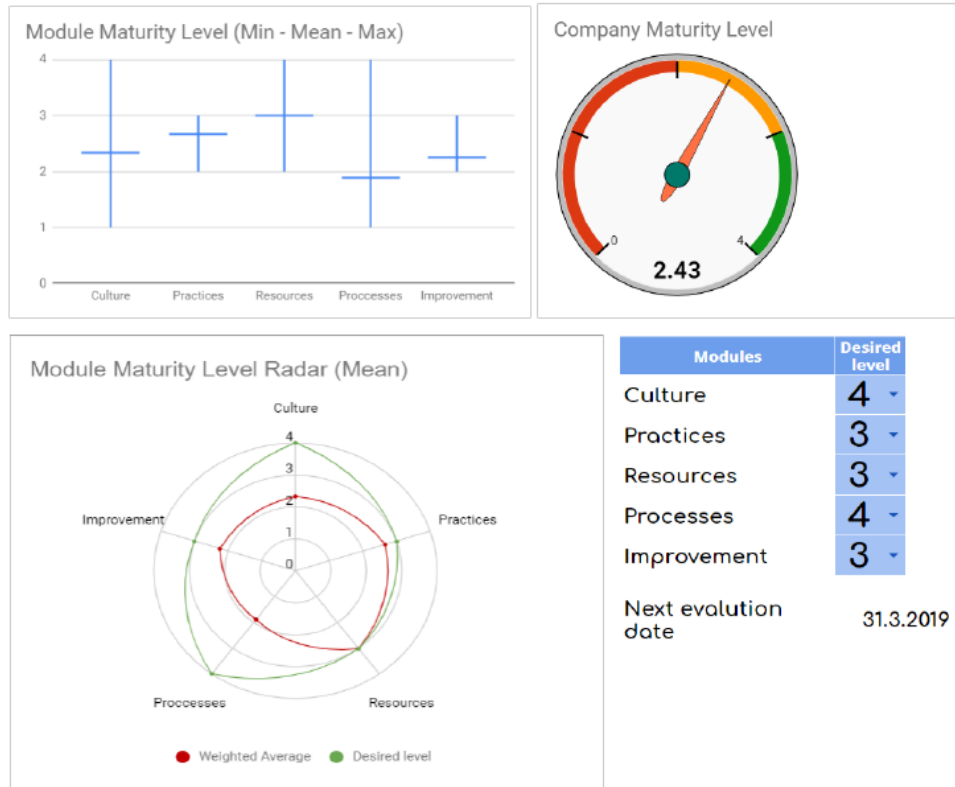 Module Maturity Level (Min - Mean - Max)
4
3
2
1
0
Culture
Practices
Resources
Proccesses
Improvement
Company Maturity Level
0
4
2.43
Module Maturity Level Radar (Mean)
Culture
4
3
2
1
0
Improvement
Practices
Proccesses
Resources
Weighted Average
Desired level
Modules
Desired
level
Culture
4
Practices
3
Resources
3
Processes
4
Improvement
3
Next evalution
date
31.3.2019